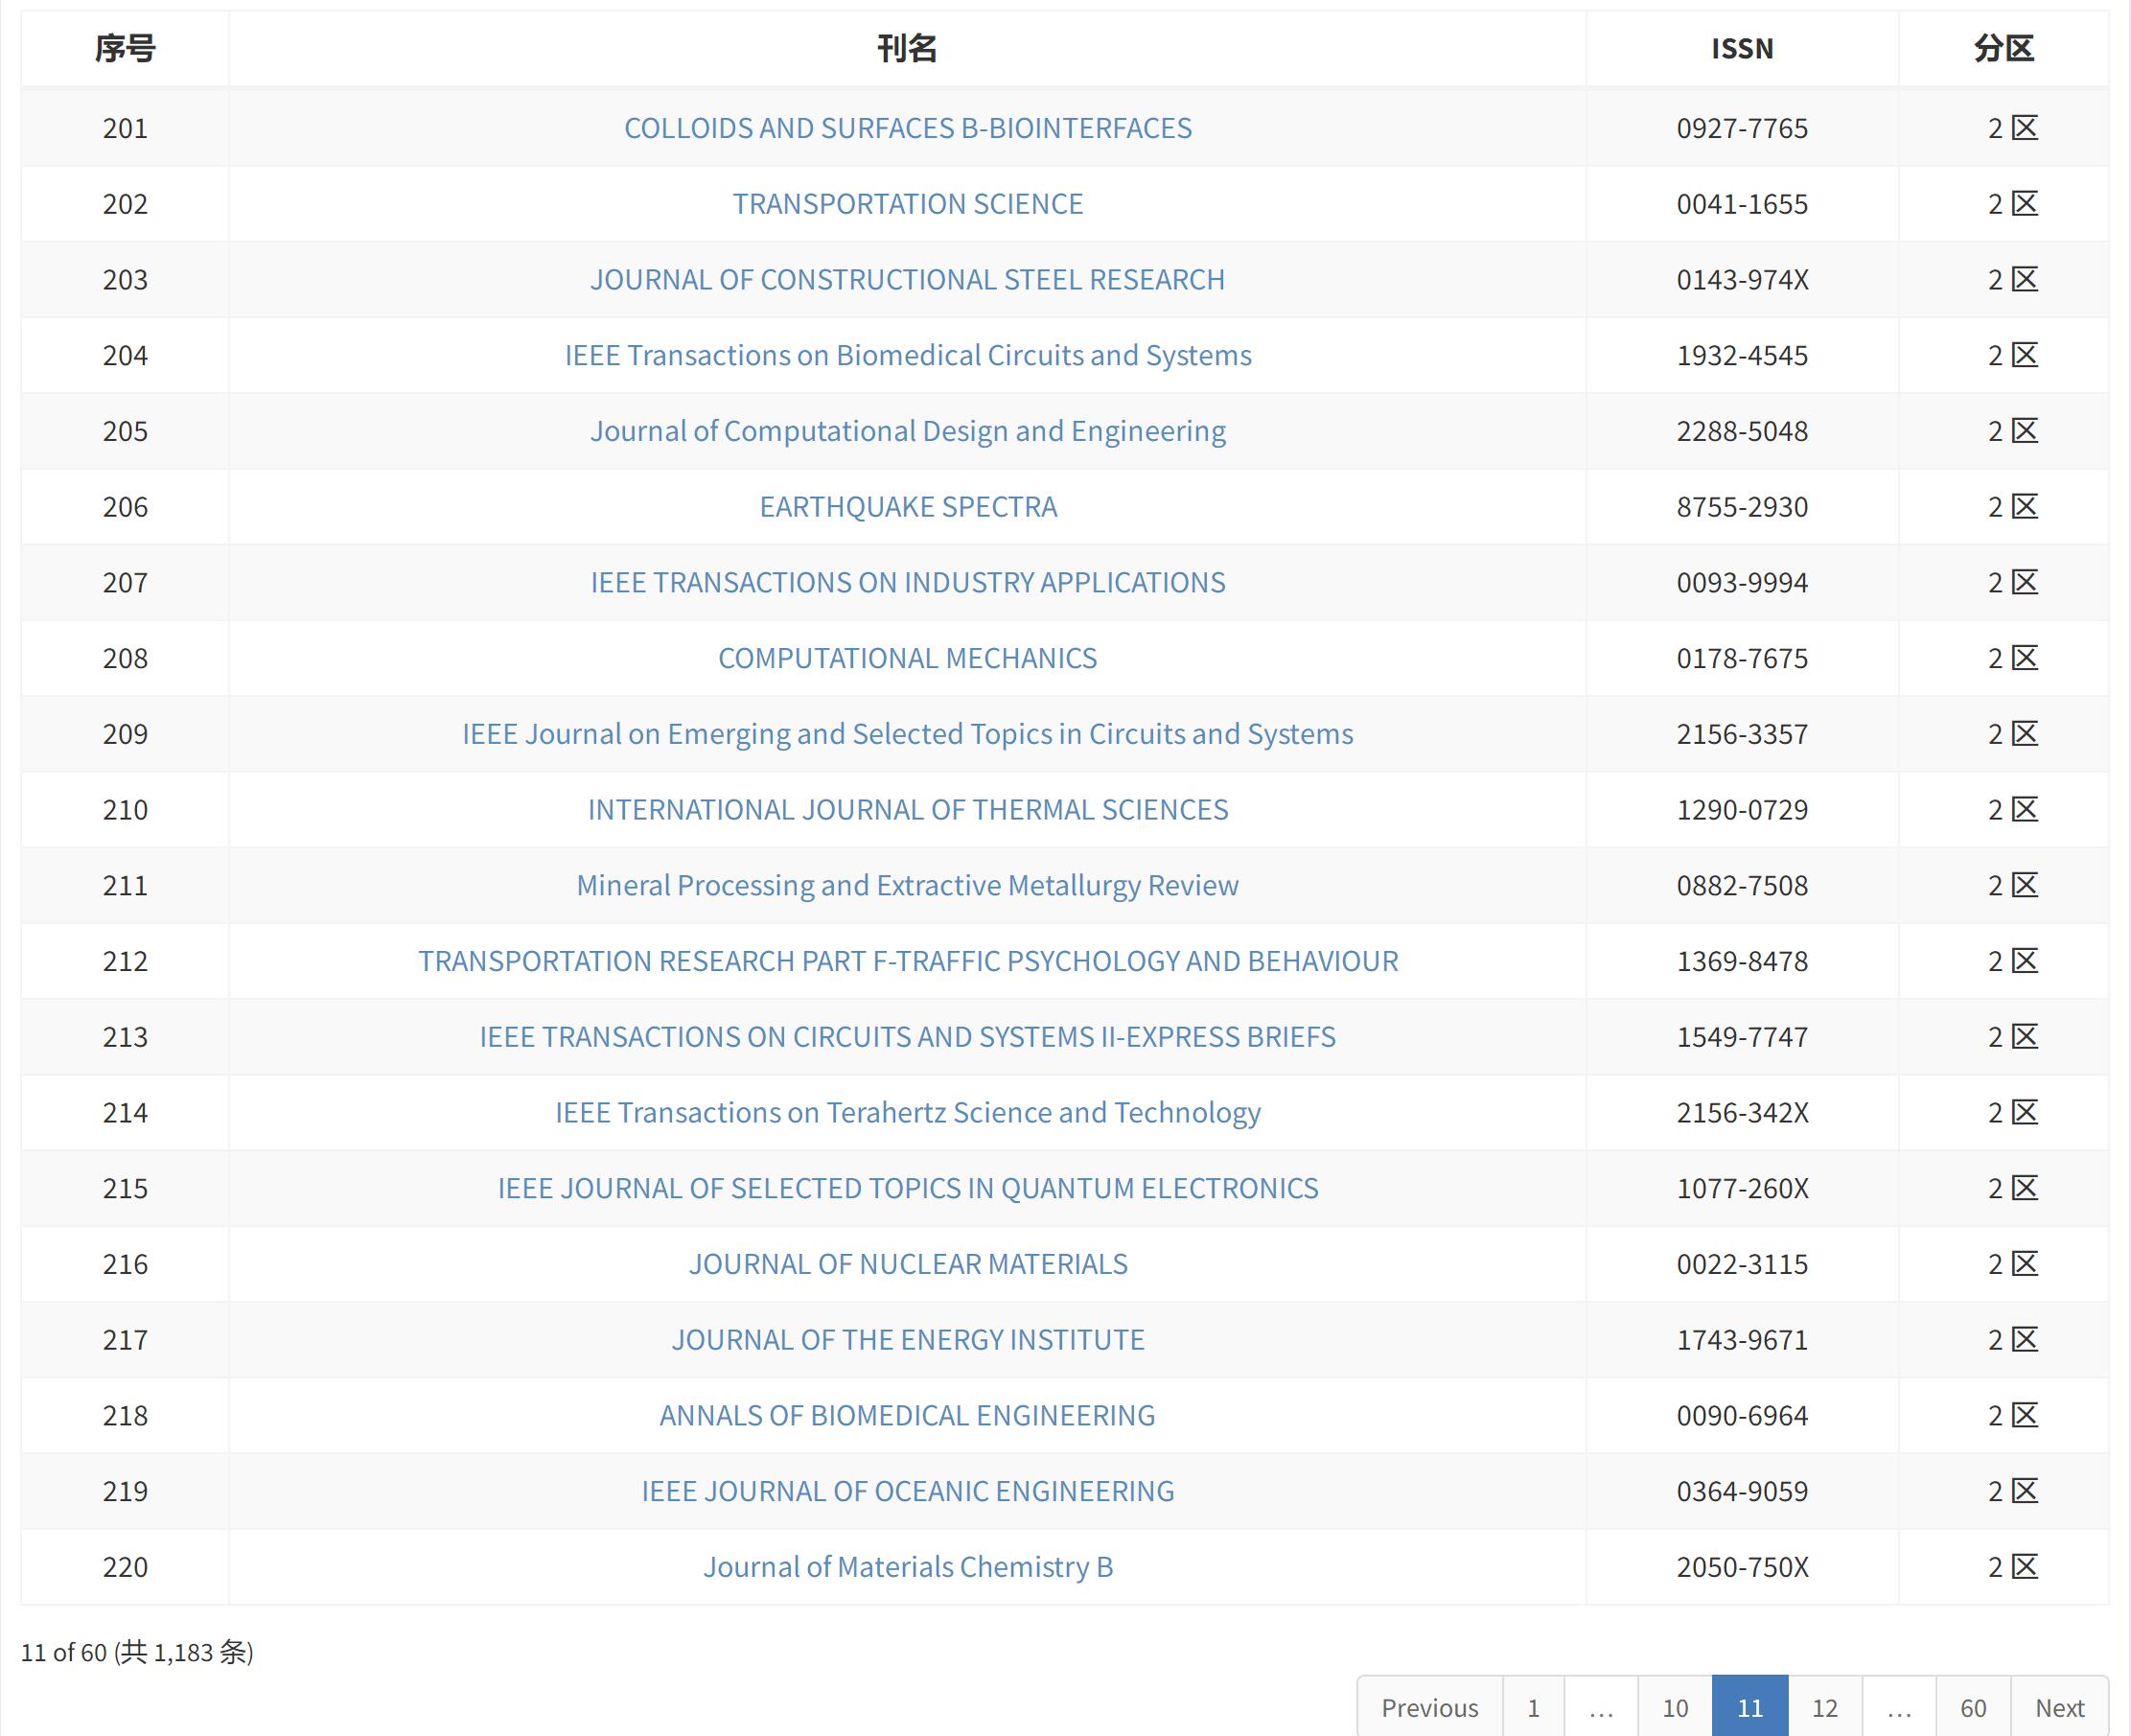 序号 刊名 ISSN 分区
201 COLLOIDS AND SURFACES B-BIOINTERFACES 0927-7765 2 区
202 TRANSPORTATION SCIENCE 0041-1655 2 区
203 JOURNAL OF CONSTRUCTIONAL STEEL RESEARCH 0143-974X 2 区
204 IEEE Transactions on Biomedical Circuits and Systems 1932-4545 2 区
205 Journal of Computational Design and Engineering 2288-5048 2 区
206 EARTHQUAKE SPECTRA 8755-2930 2 区
207 IEEE TRANSACTIONS ON INDUSTRY APPLICATIONS 0093-9994 2 区
208 COMPUTATIONAL MECHANICS 0178-7675 2 区
209 IEEE Journal on Emerging and Selected Topics in Circuits and Systems 2156-3357 2 区
210 INTERNATIONAL JOURNAL OF THERMAL SCIENCES 1290-0729 2 区
211 Mineral Processing and Extractive Metallurgy Review 0882-7508 2 区
212 TRANSPORTATION RESEARCH PART F-TRAFFIC PSYCHOLOGY AND BEHAVIOUR 1369-8478 2 区
213 IEEE TRANSACTIONS ON CIRCUITS AND SYSTEMS II-EXPRESS BRIEFS 1549-7747 2 区
214 IEEE Transactions on Terahertz Science and Technology 2156-342X 2 区
215 IEEE JOURNAL OF SELECTED TOPICS IN QUANTUM ELECTRONICS 1077-260X 2 区
216 JOURNAL OF NUCLEAR MATERIALS 0022-3115 2 区
217 JOURNAL OF THE ENERGY INSTITUTE 1743-9671 2 区
218 ANNALS OF BIOMEDICAL ENGINEERING 0090-6964 2 区
219 IEEE JOURNAL OF OCEANIC ENGINEERING 0364-9059 2 区
220 Journal of Materials Chemistry B 2050-750X 2 区
11 of 60 (共 1,183 条)
Previous 1 … 10 11 12 … 60 Next